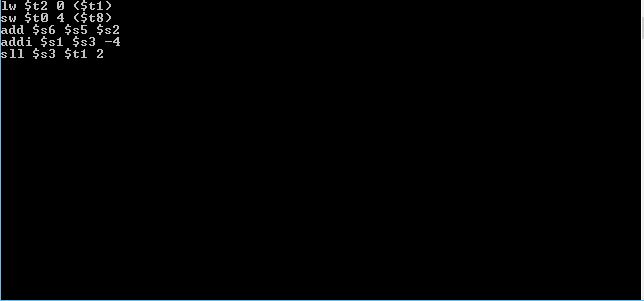 lw $t2 0 ($t1)
sw $t0 4 ($t8)
add $s6 $s5 $s2
addi $s1 $s3 -4
sll $s3 $t1 2